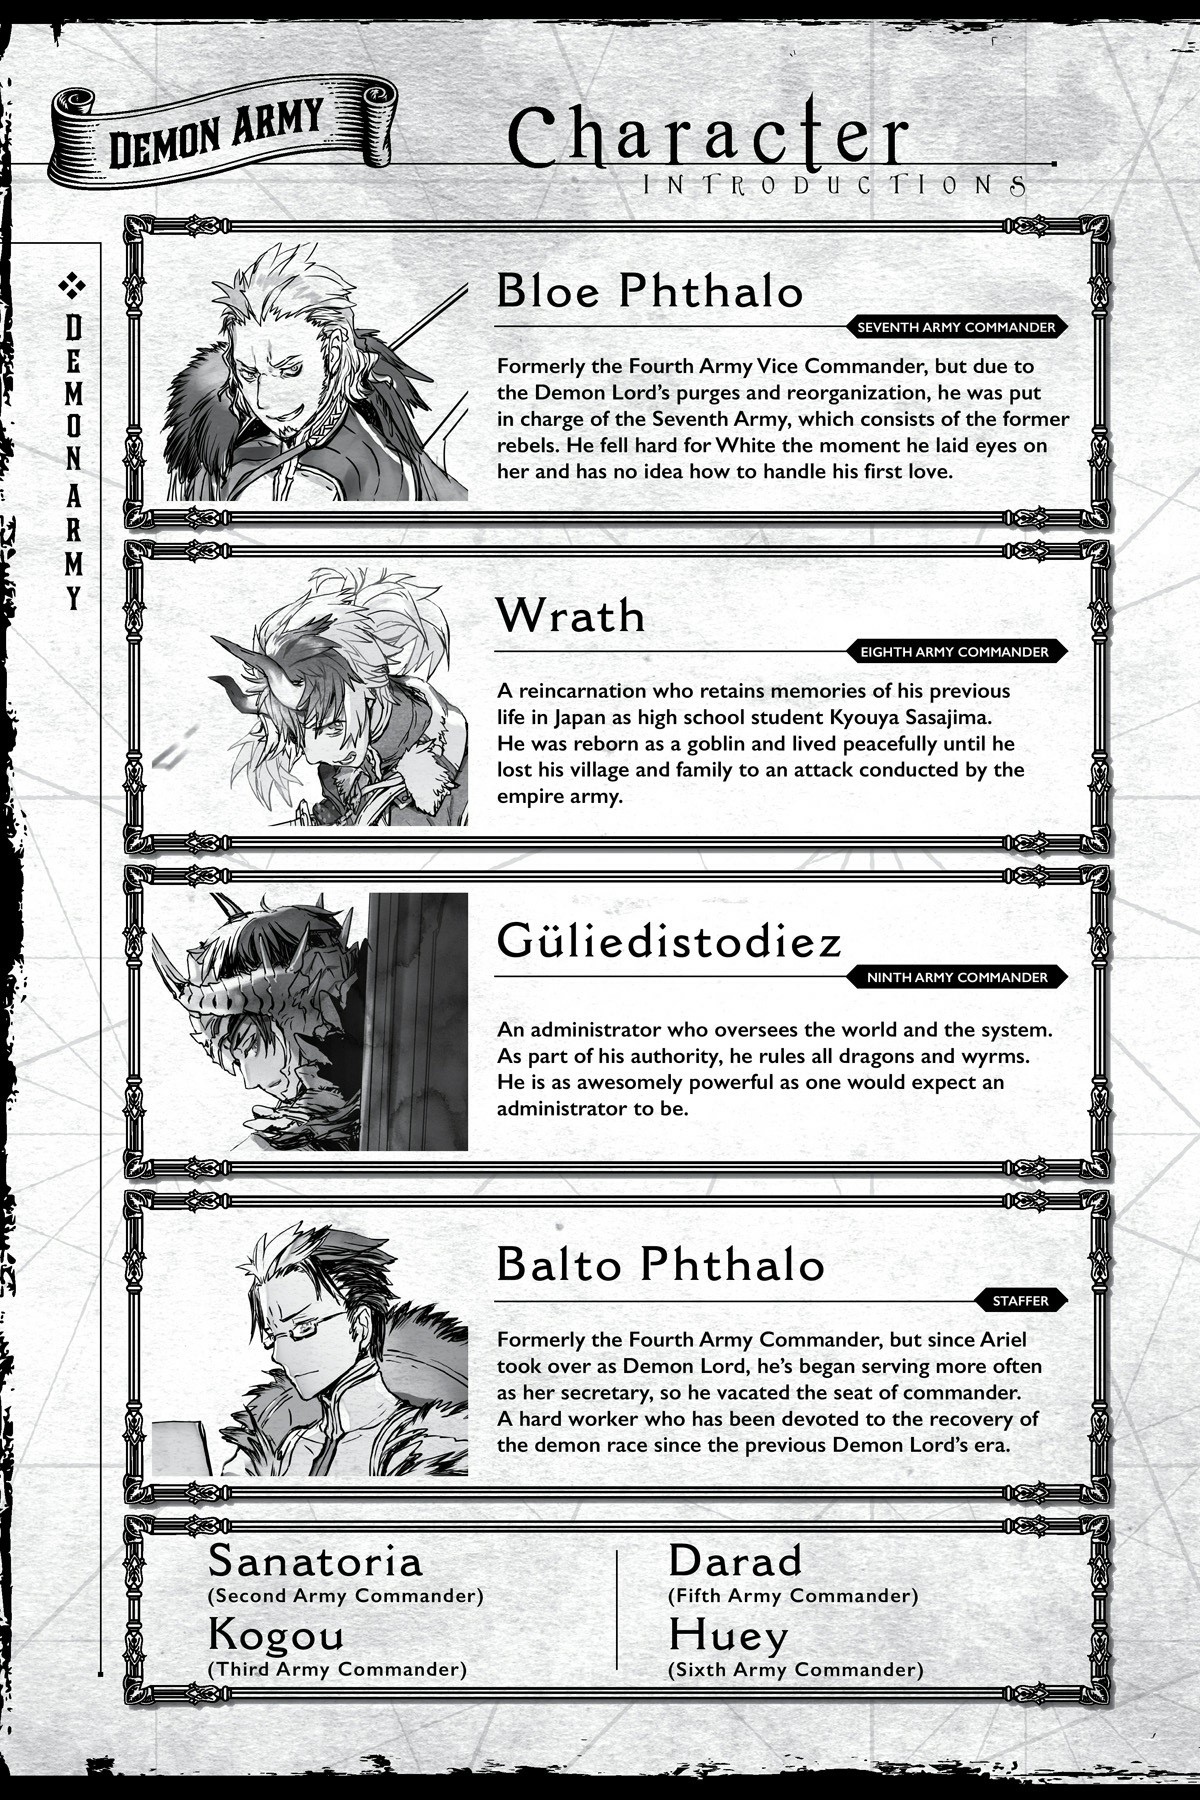 DEMON ARMY
Character
INTRODUCTIONS
DEMON ARMY
Bloe Phthalo
SEVENTH ARMY COMMANDER
Formerly the Fourth Army Vice Commander, but due to
the Demon Lord's purges and reorganization, he was put
in charge of the Seventh Army, which consists of the former
rebels. He fell hard for White the moment he laid eyes on
her and has no idea how to handle his first love.
Wrath
EIGHTH ARMY COMMANDER
A reincarnation who retains memories of his previous
life in Japan as high school student Kyouya Sasajima.
He was reborn as a goblin and lived peacefully until he
lost his village and family to an attack conducted by the
empire army.
Güliedistodiez
NINTH ARMY COMMANDER
An administrator who oversees the world and the system.
As part of his authority, he rules all dragons and wyrms.
He is as awesomely powerful as one would expect an
administrator to be.
Balto Phthalo
STAFFER
Formerly the Fourth Army Commander, but since Ariel
took over as Demon Lord, he's began serving more often
as her secretary, so he vacated the seat of commander.
A hard worker who has been devoted to the recovery of
the demon race since the previous Demon Lord's era.
Sanatoria
(Second Army Commander)
Kogou
(Third Army Commander)
Darad
(Fifth Army Commander)
Huey
(Sixth Army Commander)